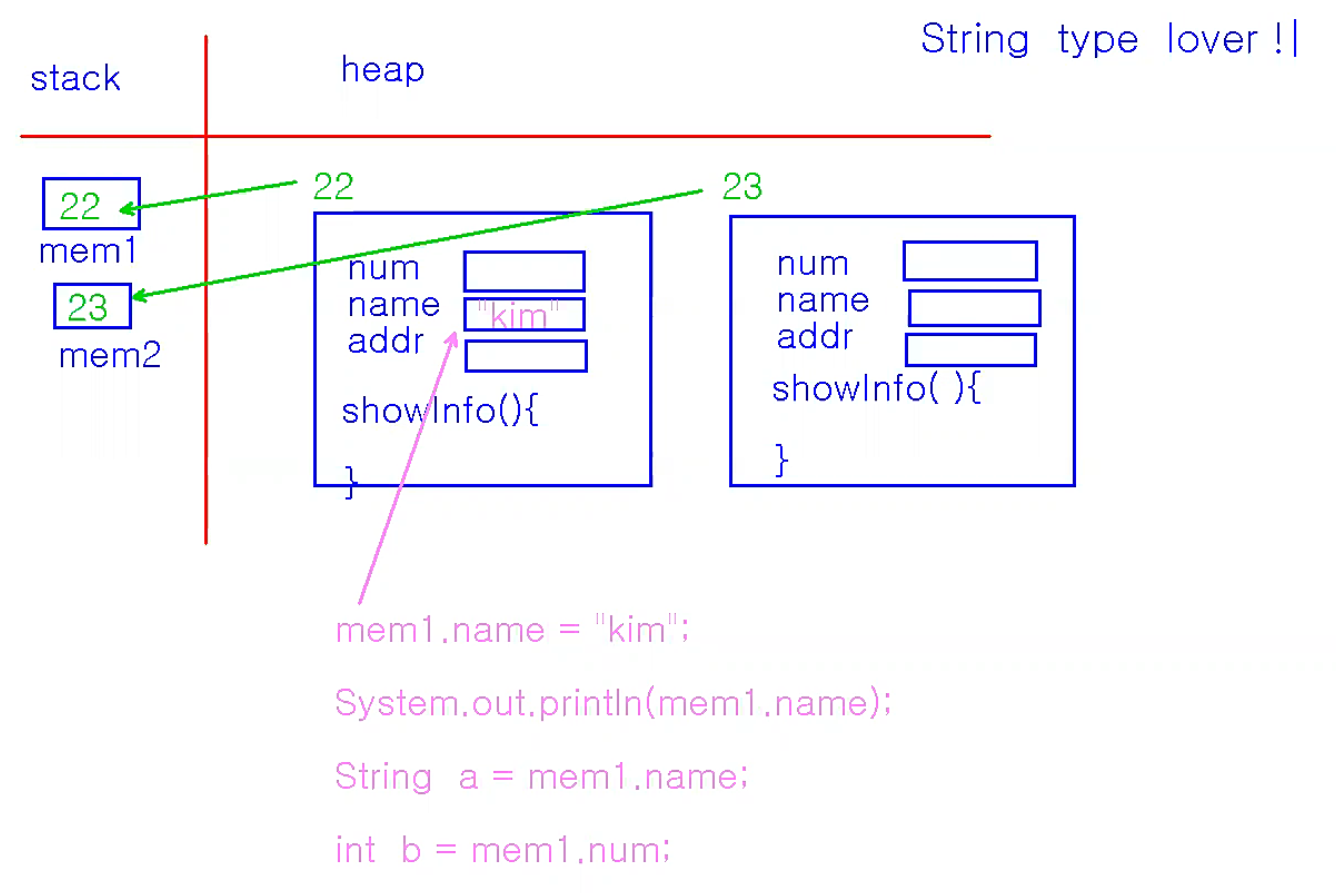 String type lover !|
stack
heap
22
23
22
mem1
23
mem2
num
name "kim"
addr
showInfo(){
}
num
name
addr
showInfo( ){
}
mem1.name = "kim";
System.out.println(mem1.name);
String a = mem1.name;
int b = mem1.num;